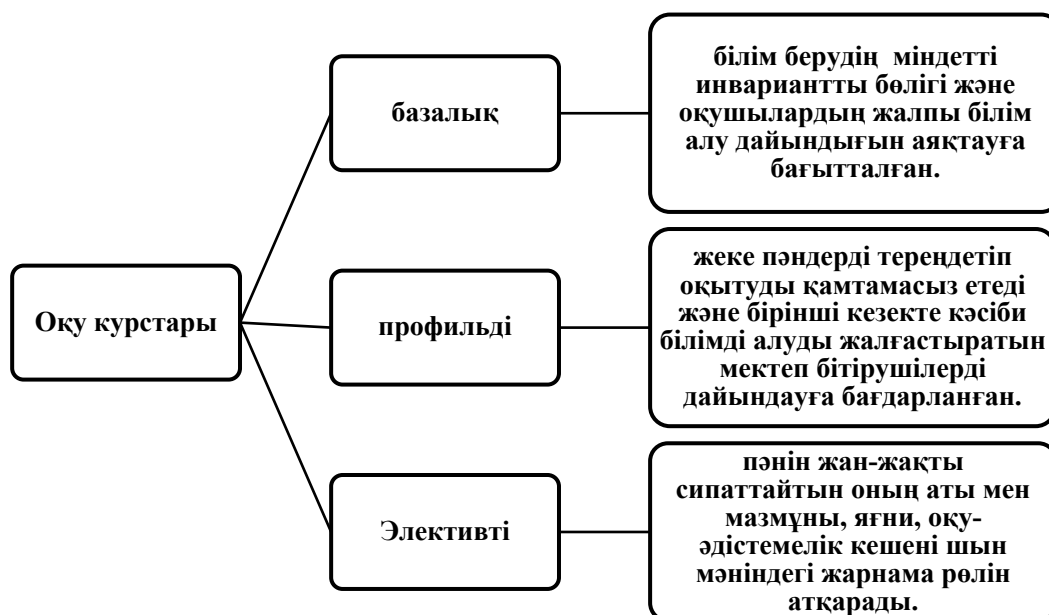 Оқу курстары
базалық
білім берудің міндетті
инвариантты бөлігі және
оқушылардың жалпы білім
алу дайындығын аяқтауға
бағытталған.
профильді
жеке пәндерді тереңдетіп
оқытуды қамтамасыз етеді
және бірінші кезекте кәсіби
білімді алуды жалғастыратын
мектеп бітірушілерді
дайындауға бағдарланған.
Элективті
пәнін жан-жақты
сипаттайтын оның аты мен
мазмұны, яғни, оқу-
әдістемелік кешені шын
мәніндегі жарнама рөлін
атқарады.